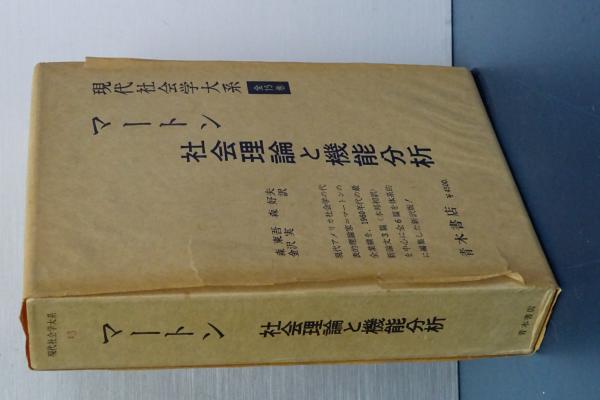 現代社会学大系 全15巻
マートン
社会理論と機能分析
森 東吾
金沢 実
森 好夫
訳
現代アメリカ社会学の代
表的理論家=マートンの
全業績を、1960年代の最
新論文3篇(本邦初訳)
を中心に全6篇を体系的
に編集した新訳版!
青木書店 ¥4500
現代社会学大系
13
マートン
社会理論と機能分析
青木書店